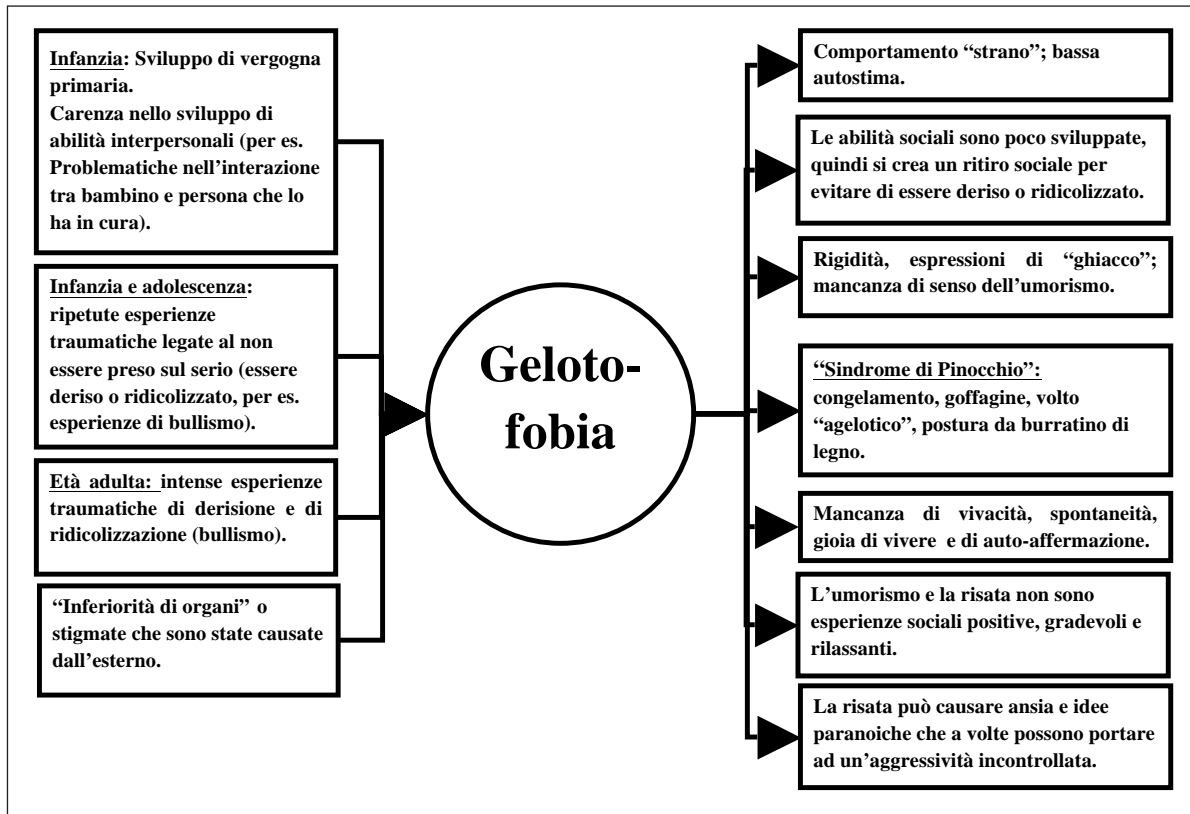 Infanzia: Sviluppo di vergogna
primaria.
Carenza nello sviluppo di
abilità interpersonali (per es.
Problematiche nell’interazione
tra bambino e persona che lo
ha in cura).
Infanzia e adolescenza:
ripetute esperienze
traumatiche legate al non
essere preso sul serio (essere
deriso o ridicolizzato, per es.
esperienze di bullismo).
Età adulta: intense esperienze
traumatiche di derisione e di
ridicolizzazione (bullismo).
“Inferiorità di organi” o
stigmate che sono state causate
dall’esterno.
Geloto-
fobia
Comportamento “strano”; bassa
autostima.
Le abilità sociali sono poco sviluppate,
quindi si crea un ritiro sociale per
evitare di essere deriso o ridicolizzato.
Rigidità, espressioni di “ghiacco”;
mancanza di senso dell’umorismo.
“Sindrome di Pinocchio”:
congelamento, goffagine, volto
“agelotico”, postura da burratino di
legno.
Mancanza di vivacità, spontaneità,
gioia di vivere e di auto-affermazione.
L’umorismo e la risata non sono
esperienze sociali positive, gradevoli e
rilassanti.
La risata può causare ansia e idee
paranoiche che a volte possono portare
ad un’aggressività incontrollata.